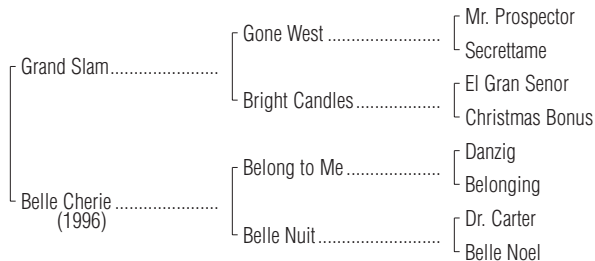 Mr. Prospector
Gone West
Secrettame
Grand Slam
El Gran Senor
Bright Candles
Christmas Bonus
Danzig
Belong to Me
Belonging
Belle Cherie
(1996)
Dr. Carter
Belle Nuit
Belle Noel